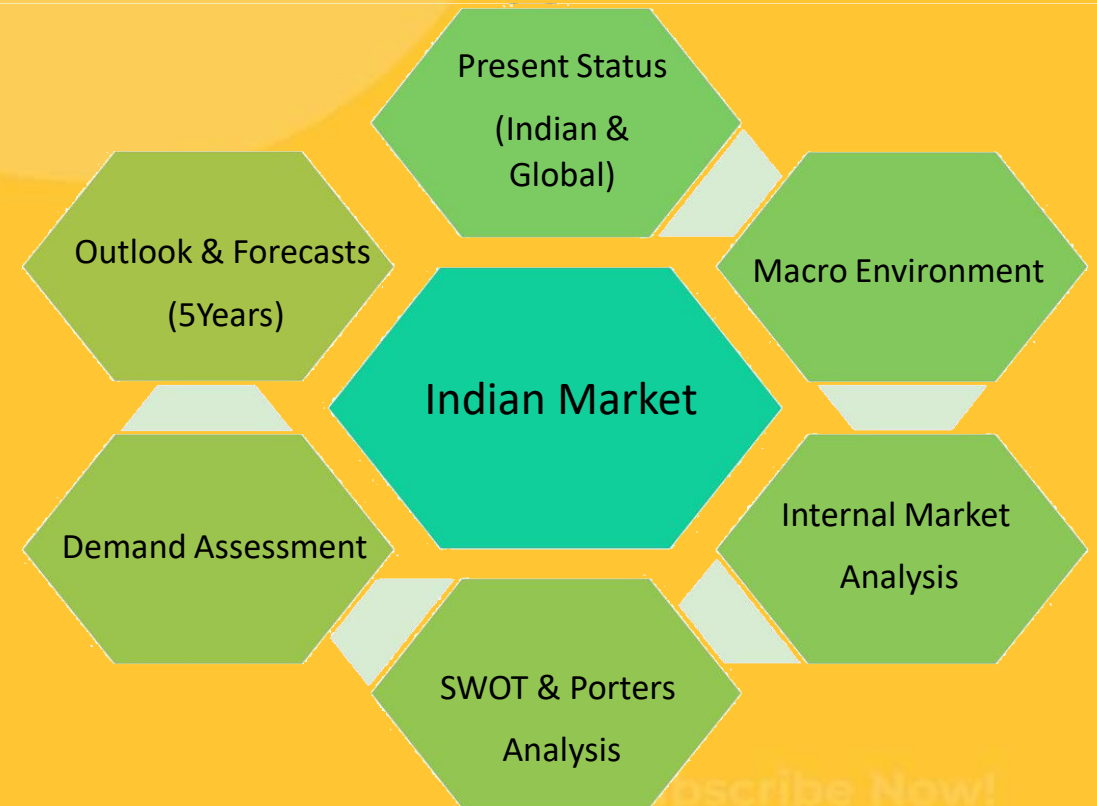 Present Status
(Indian &
Global)
Outlook & Forecasts
(5Years)
Macro Environment
Indian Market
Internal Market
Analysis
Demand Assessment
SWOT & Porters
Analysis
Now!